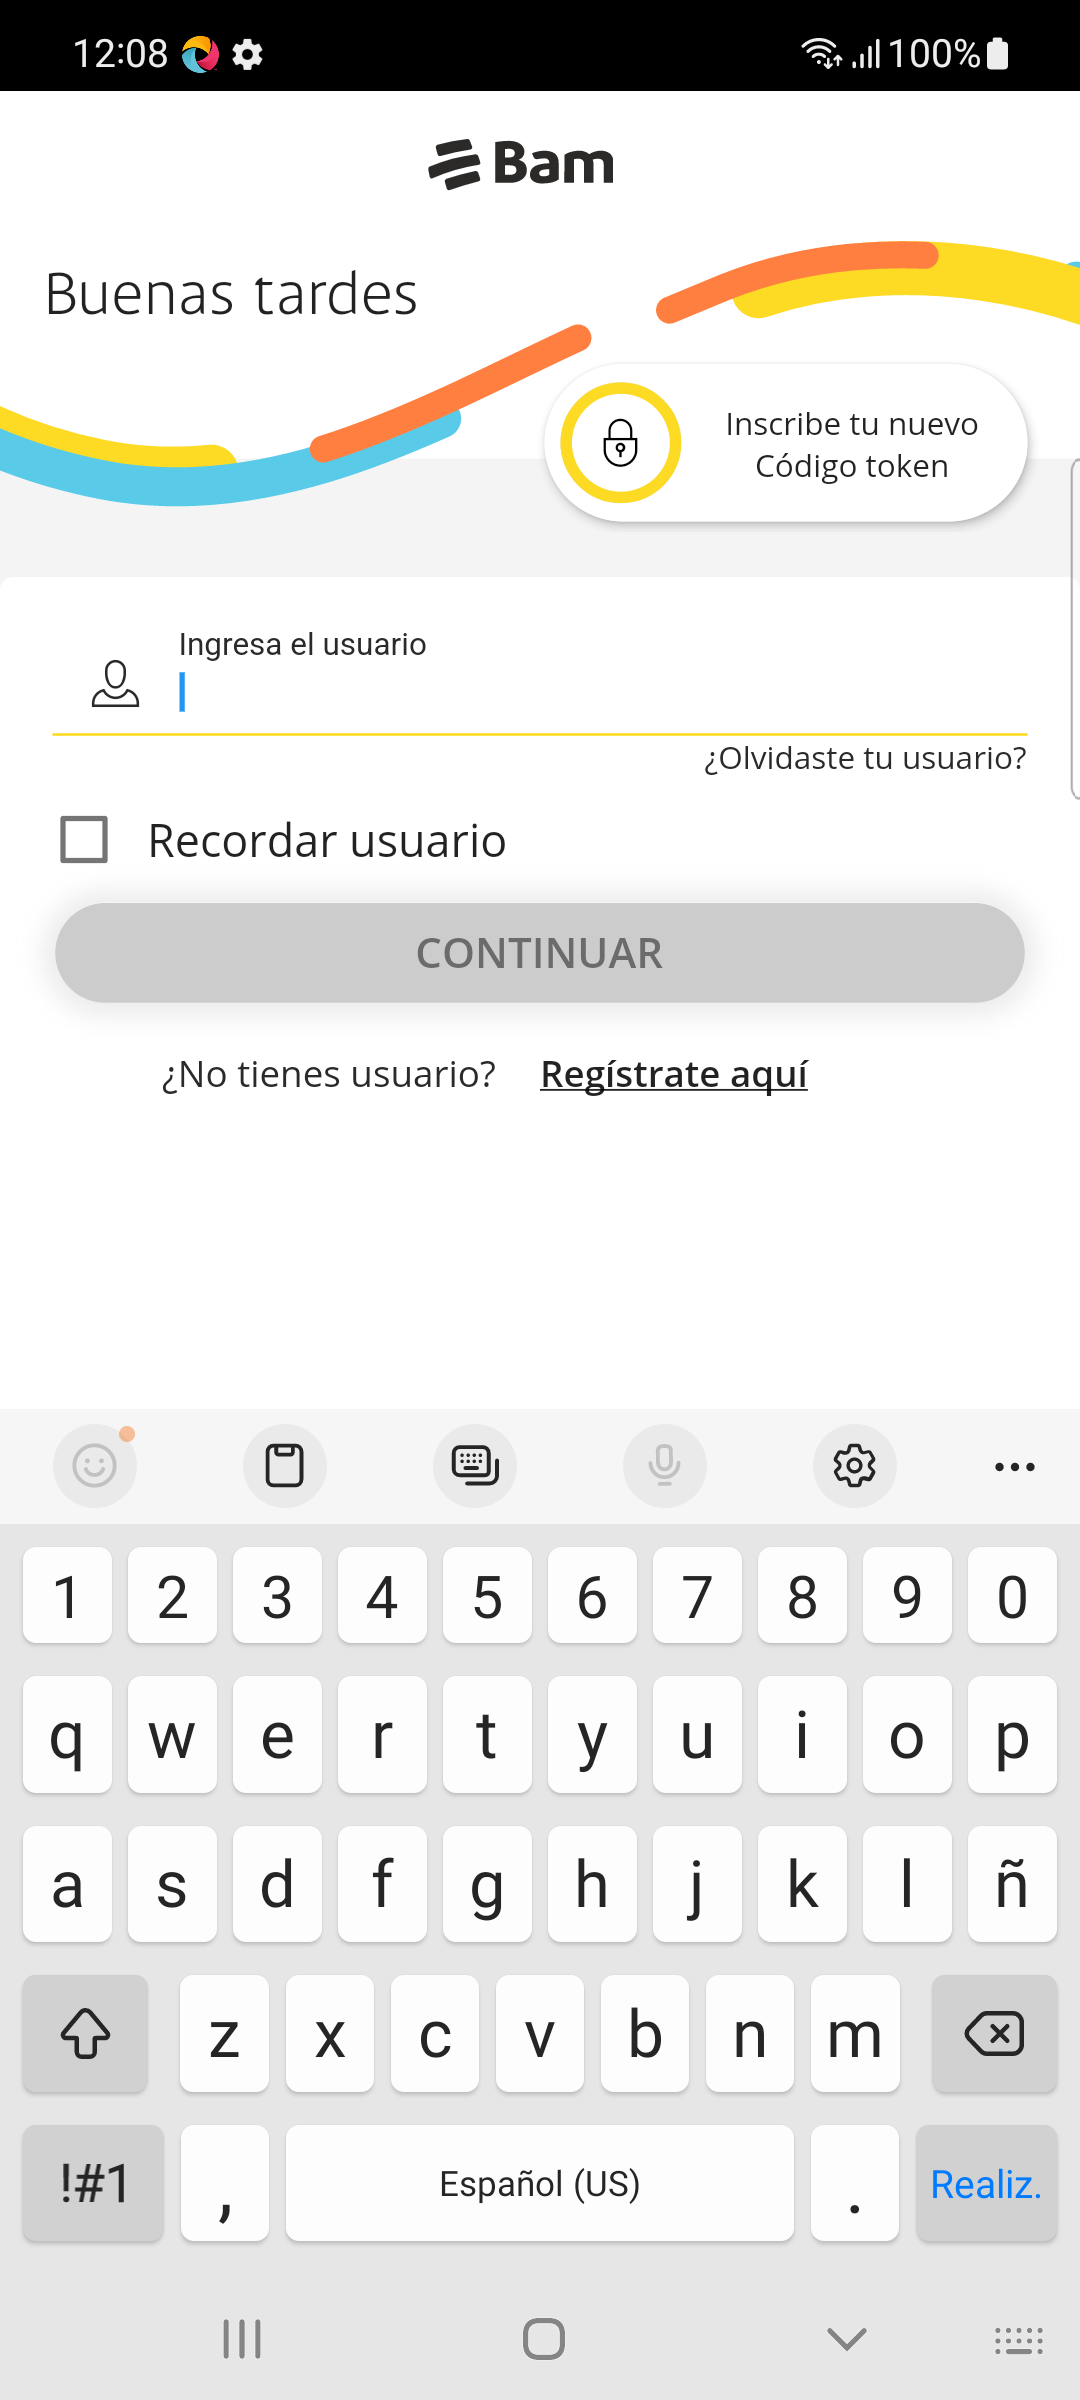 12:08 100%
Bam
Buenas tardes
Inscribe tu nuevo
Código token
Ingresa el usuario
¿Olvidaste tu usuario?
Recordar usuario
CONTINUAR
¿No tienes usuario? Regístrate aquí
1 2 3 4 5 6 7 8 9 0
q w e r t y u i o p
a s d f g h j k l ñ
z x c v b n m
!#1 , Español (US) . Realiz.